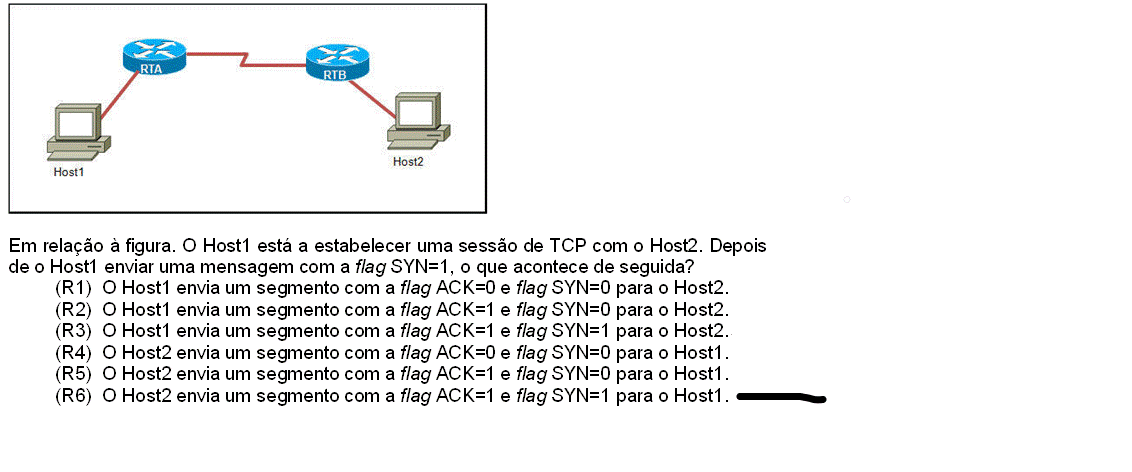 RTA
RTB
Host1
Host2
Em relação à figura. O Host1 está a estabelecer uma sessão de TCP com o Host2. Depois
de o Host1 enviar uma mensagem com a flag SYN=1, o que acontece de seguida?
(R1) O Host1 envia um segmento com a flag ACK=0 e flag SYN=0 para o Host2.
(R2) O Host1 envia um segmento com a flag ACK=1 e flag SYN=0 para o Host2.
(R3) O Host1 envia um segmento com a flag ACK=1 e flag SYN=1 para o Host2.
(R4) O Host2 envia um segmento com a flag ACK=0 e flag SYN=0 para o Host1.
(R5) O Host2 envia um segmento com a flag ACK=1 e flag SYN=0 para o Host1.
(R6) O Host2 envia um segmento com a flag ACK=1 e flag SYN=1 para o Host1.